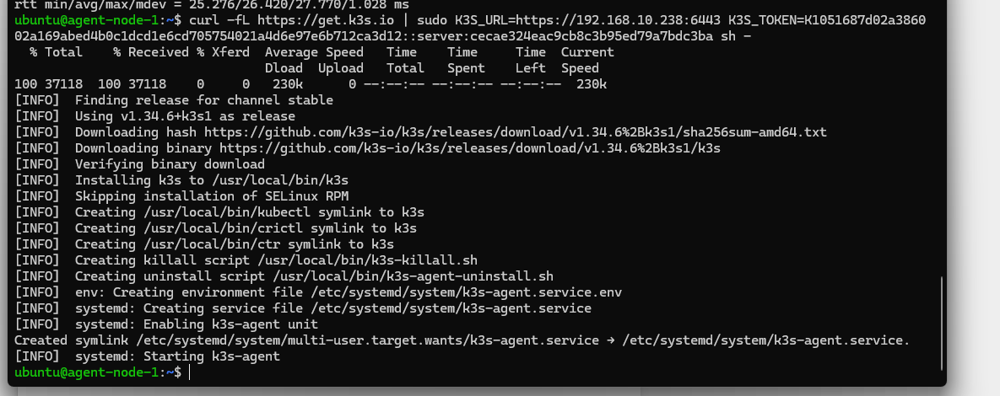 rtt min/avg/max/mdev = 25.276/26.420/27.770/1.028 ms
ubuntu@agent-node-1:~$ curl -fL https://get.k3s.io | sudo K3S_URL=https://192.168.10.238:6443 K3S_TOKEN=K1051687d02a3860
02a169abed4b0c1dcd1e6cd705754021a4d6e97e6b712ca3d12::server:cecae324eac9cb8c3b95ed79a7bdc3ba sh -
  % Total    % Received % Xferd  Average Speed   Time    Time     Time  Current
                                 Dload  Upload   Total   Spent    Left  Speed
100 37118  100 37118    0     0   230k      0 --:--:-- --:--:-- --:--:--  230k
[INFO]  Finding release for channel stable
[INFO]  Using v1.34.6+k3s1 as release
[INFO]  Downloading hash https://github.com/k3s-io/k3s/releases/download/v1.34.6%2Bk3s1/sha256sum-amd64.txt
[INFO]  Downloading binary https://github.com/k3s-io/k3s/releases/download/v1.34.6%2Bk3s1/k3s
[INFO]  Verifying binary download
[INFO]  Installing k3s to /usr/local/bin/k3s
[INFO]  Skipping installation of SELinux RPM
[INFO]  Creating /usr/local/bin/kubectl symlink to k3s
[INFO]  Creating /usr/local/bin/crictl symlink to k3s
[INFO]  Creating /usr/local/bin/ctr symlink to k3s
[INFO]  Creating killall script /usr/local/bin/k3s-killall.sh
[INFO]  Creating uninstall script /usr/local/bin/k3s-agent-uninstall.sh
[INFO]  env: Creating environment file /etc/systemd/system/k3s-agent.service.env
[INFO]  systemd: Creating service file /etc/systemd/system/k3s-agent.service
[INFO]  systemd: Enabling k3s-agent unit
Created symlink /etc/systemd/system/multi-user.target.wants/k3s-agent.service → /etc/systemd/system/k3s-agent.service.
[INFO]  systemd: Starting k3s-agent
ubuntu@agent-node-1:~$